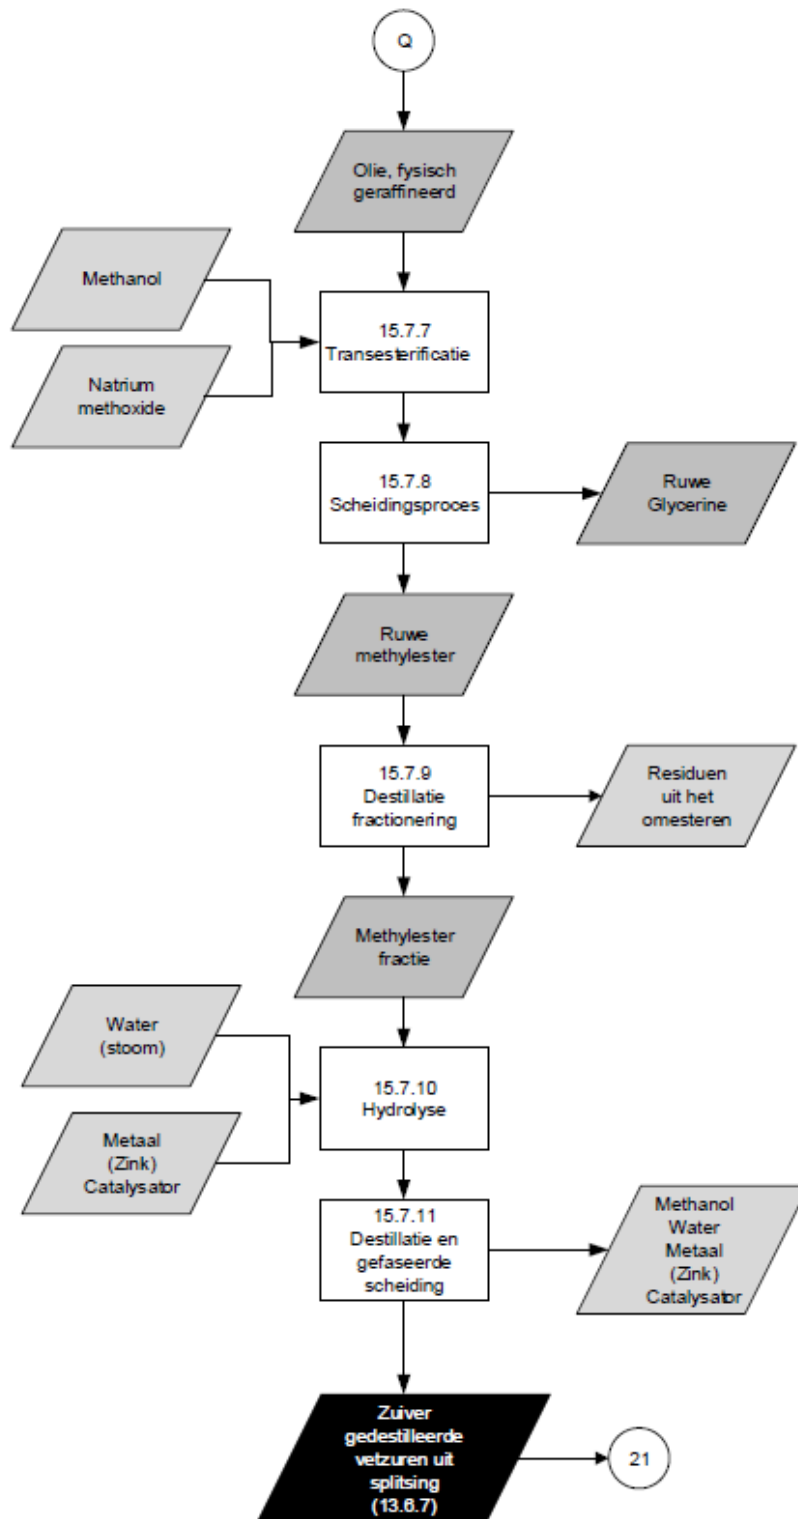 Q
Olie, fysisch
geraffineerd
Methanol
15.7.7
Transesterificatie
Natrium
methoxide
15.7.8
Scheidingsproces
Ruwe
Glycerine
Ruwe
methylester
15.7.9
Destillatie
fractionering
Residuen
uit het
omesteren
Methylester
fractie
Water
(stoom)
15.7.10
Hydrolyse
Metaal
(Zink)
Catalysator
15.7.11
Destillatie en
gefaseerde
scheiding
Methanol
Water
Metaal
(Zink)
Catalysator
Zuiver
gedestilleerde
vetzuren uit
splitsing
(13.6.7)
21